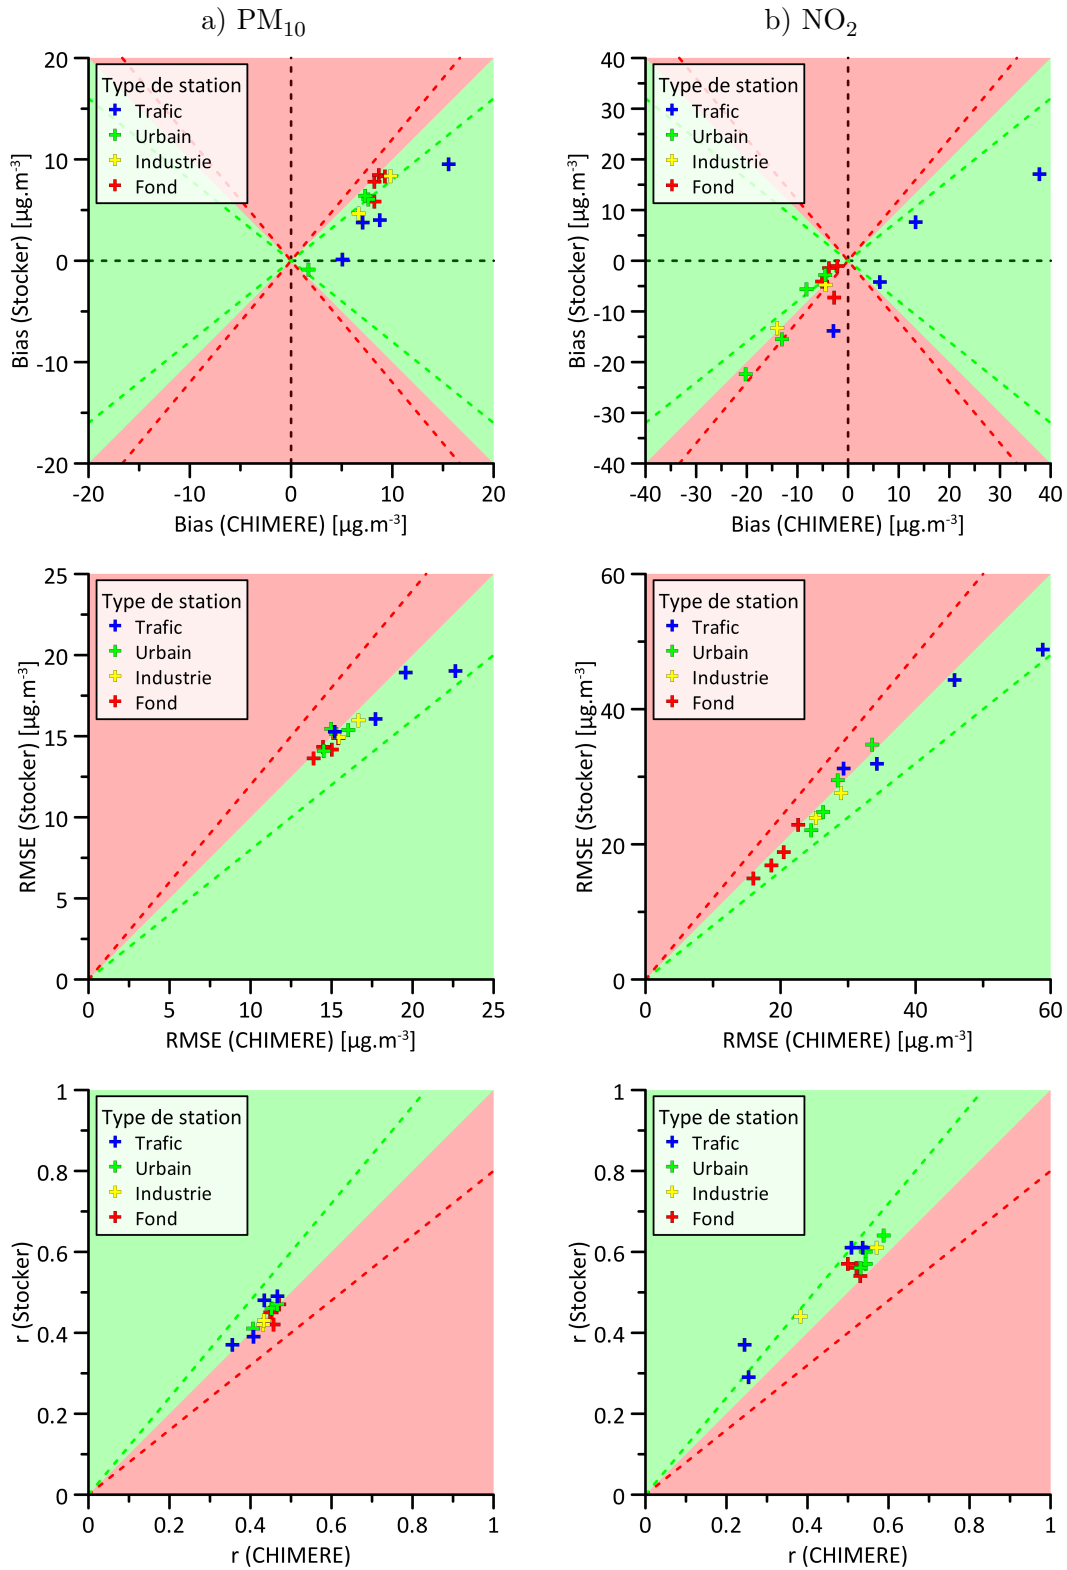 a) PM10
b) NO2
20
10
0
-10
-20
Bias (Stocker) [µg.m-3]
Type de station
Trafic
Urbain
Industrie
Fond
-20 -10 0 10 20
Bias (CHIMERE) [µg.m-3]
40
30
20
10
0
-10
-20
-30
-40
Bias (Stocker) [µg.m-3]
Type de station
Trafic
Urbain
Industrie
Fond
-40 -30 -20 -10 0 10 20 30 40
Bias (CHIMERE) [µg.m-3]
25
20
15
10
5
0
RMSE (Stocker) [µg.m-3]
Type de station
Trafic
Urbain
Industrie
Fond
0 5 10 15 20 25
RMSE (CHIMERE) [µg.m-3]
60
40
20
0
RMSE (Stocker) [µg.m-3]
Type de station
Trafic
Urbain
Industrie
Fond
0 20 40 60
RMSE (CHIMERE) [µg.m-3]
1
0.8
0.6
0.4
0.2
0
r (Stocker)
Type de station
Trafic
Urbain
Industrie
Fond
0 0.2 0.4 0.6 0.8 1
r (CHIMERE)
1
0.8
0.6
0.4
0.2
0
r (Stocker)
Type de station
Trafic
Urbain
Industrie
Fond
0 0.2 0.4 0.6 0.8 1
r (CHIMERE)